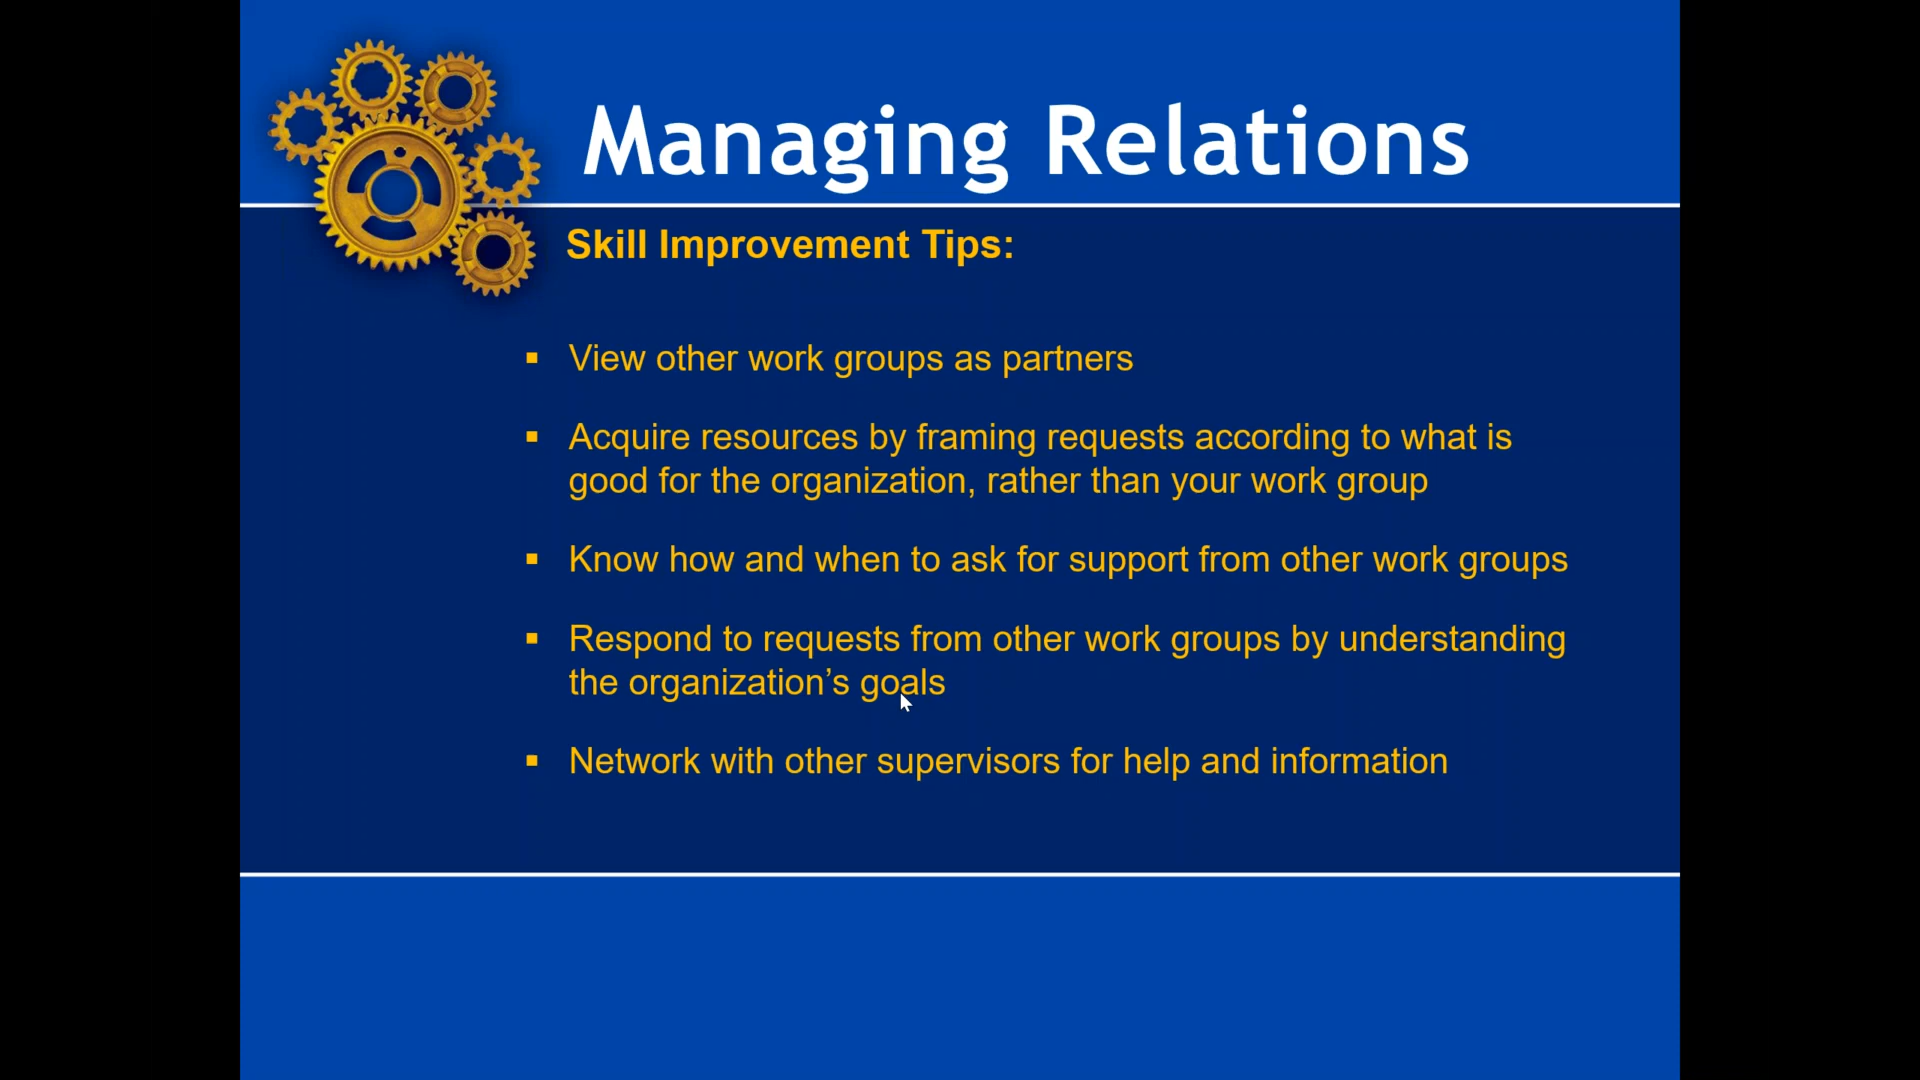 Managing Relations
Skill Improvement Tips:
▪ View other work groups as partners
▪ Acquire resources by framing requests according to what is
good for the organization, rather than your work group
▪ Know how and when to ask for support from other work groups
▪ Respond to requests from other work groups by understanding
the organization’s goals
▪ Network with other supervisors for help and information